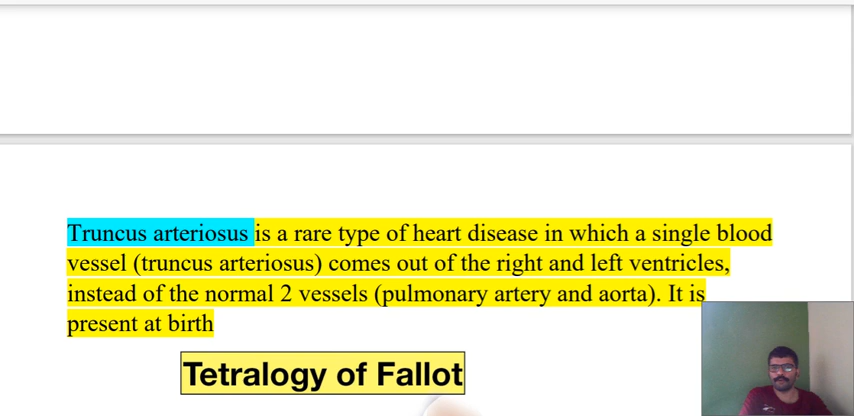 Truncus arteriosus is a rare type of heart disease in which a single blood
vessel (truncus arteriosus) comes out of the right and left ventricles,
instead of the normal 2 vessels (pulmonary artery and aorta). It is
present at birth
Tetralogy of Fallot